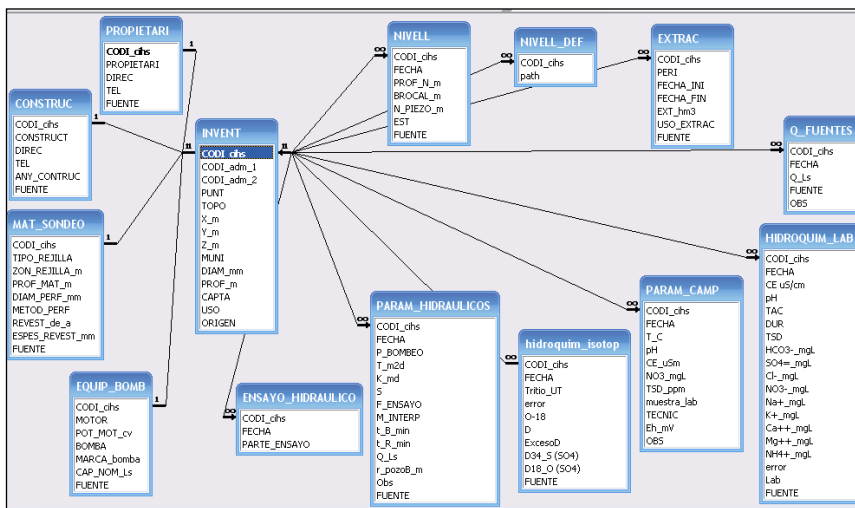 PROPIETARI
CODI_cihs
PROPIETARI
DIREC
TEL
FUENTE
1
CONSTRUC
CODI_cihs
CONSTRUCT
DIREC
TEL
ANY_CONTRUC
FUENTE
1
MAT_SONDEO
CODI_cihs
TIPO_REJILLA
ZON_REJILLA_m
PROF_MAT_m
DIAM_PERF_mm
METOD_PERF
REVEST_de_a
ESPES_REVEST_mm
FUENTE
1
EQUIP_BOMB
CODI_cihs
MOTOR
POT_MOT_cv
BOMBA
MARCA_bomba
CAP_NOM_Ls
FUENTE
1
INVENT
CODI_cihs
CODI_adm_1
CODI_adm_2
PUNT
TOPO
X_m
Y_m
Z_m
MUNI
DIAM_mm
PROF_m
CAPTA
USO
ORIGEN
11
11
ENSAYO_HIDRAULICO
CODI_cihs
FECHA
PARTE_ENSAYO
∞
NIVELL
CODI_cihs
FECHA
PROF_N_m
BROCAL_m
N_PIEZO_m
EST
FUENTE
∞
NIVELL_DEF
CODI_cihs
path
∞
EXTRAC
CODI_cihs
PERI
FECHA_INI
FECHA_FIN
EXT_hm3
USO_EXTRAC
FUENTE
∞
Q_FUENTES
CODI_cihs
FECHA
Q_Ls
FUENTE
OBS
∞
PARAM_HIDRAULICOS
CODI_cihs
FECHA
P_BOMBEO
T_m2d
K_md
S
F_ENSAYO
M_INTERP
t_B_min
t_R_min
Q_Ls
r_pozoB_m
Obs
FUENTE
∞
hidroquim_isotop
CODI_cihs
FECHA
Tritio_UT
error
O-18
D
ExcesoD
D34_S (SO4)
D18_O (SO4)
FUENTE
∞
PARAM_CAMP
CODI_cihs
FECHA
T_C
pH
CE_uSm
NO3_mgL
TSD_ppm
muestra_lab
TECNIC
Eh_mV
OBS
∞
HIDROQUIM_LAB
CODI_cihs
FECHA
CE uS/cm
pH
TAC
DUR
TSD
HCO3-_mgL
SO4=_mgL
Cl-_mgL
NO3-_mgL
Na+_mgL
K+_mgL
Ca++_mgL
Mg++_mgL
NH4+_mgL
error
Lab
FUENTE
∞